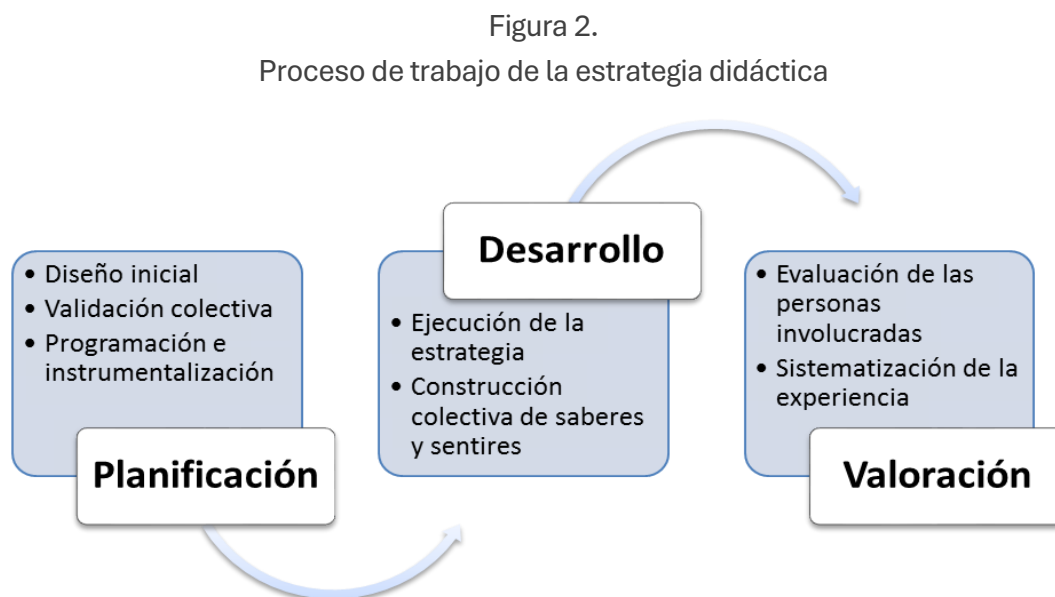 Figura 2.
Proceso de trabajo de la estrategia didáctica
• Diseño inicial
• Validación colectiva
• Programación e
instrumentalización
Planificación
Desarrollo
• Ejecución de la
estrategia
• Construcción
colectiva de saberes
y sentires
• Evaluación de las
personas
involucradas
• Sistematización de la
experiencia
Valoración